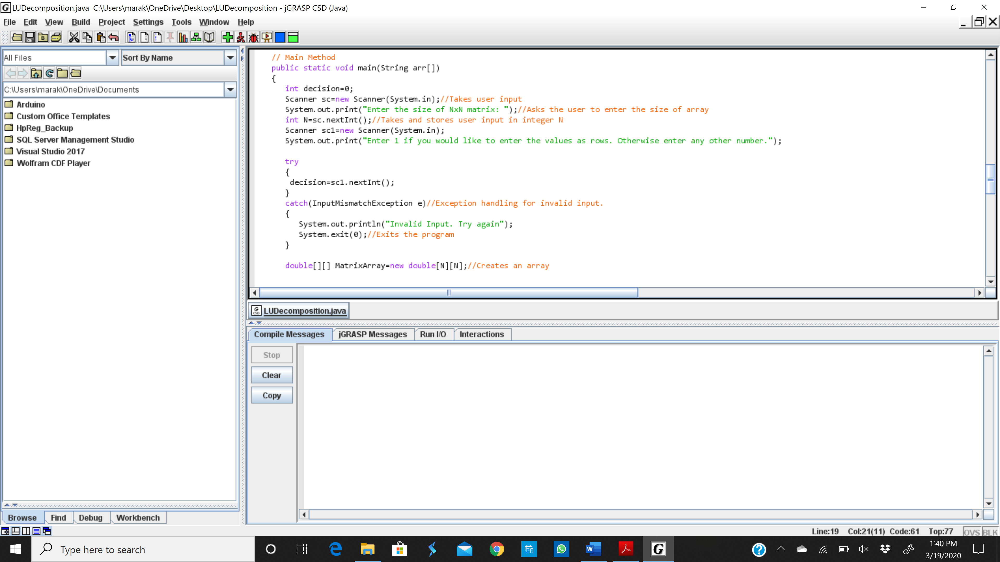 LUDecomposition.java  C:\Users\marak\OneDrive\Desktop\LUDecomposition - jGRASP CSD (Java)
File Edit View Build Project Settings Tools Window Help
All Files
Sort By Name
C:\Users\marak\OneDrive\Documents
Arduino
Custom Office Templates
HpReg_Backup
SQL Server Management Studio
Visual Studio 2017
Wolfram CDF Player
// Main Method
public static void main(String arr[])
{
int decision=0;
Scanner sc=new Scanner(System.in);//Takes user input
System.out.print("Enter the size of NxN matrix: ");//Asks the user to enter the size of array
int N=sc.nextInt();//Takes and stores user input in integer N
Scanner sc1=new Scanner(System.in);
System.out.print("Enter 1 if you would like to enter the values as rows. Otherwise enter any other number.");
try
{
decision=sc1.nextInt();
}
catch(InputMismatchException e)//Exception handling for invalid input.
{
System.out.println("Invalid Input. Try again");
System.exit(0);//Exits the program
}
double[][] MatrixArray=new double[N][N];//Creates an array
LUDecomposition.java
Compile Messages jGRASP Messages Run I/O Interactions
Stop
Clear
Copy
Browse Find Debug Workbench
Line:19 Col:21(11) Code:61 Top:77 OVS BLK
Type here to search
1:40 PM
3/19/2020